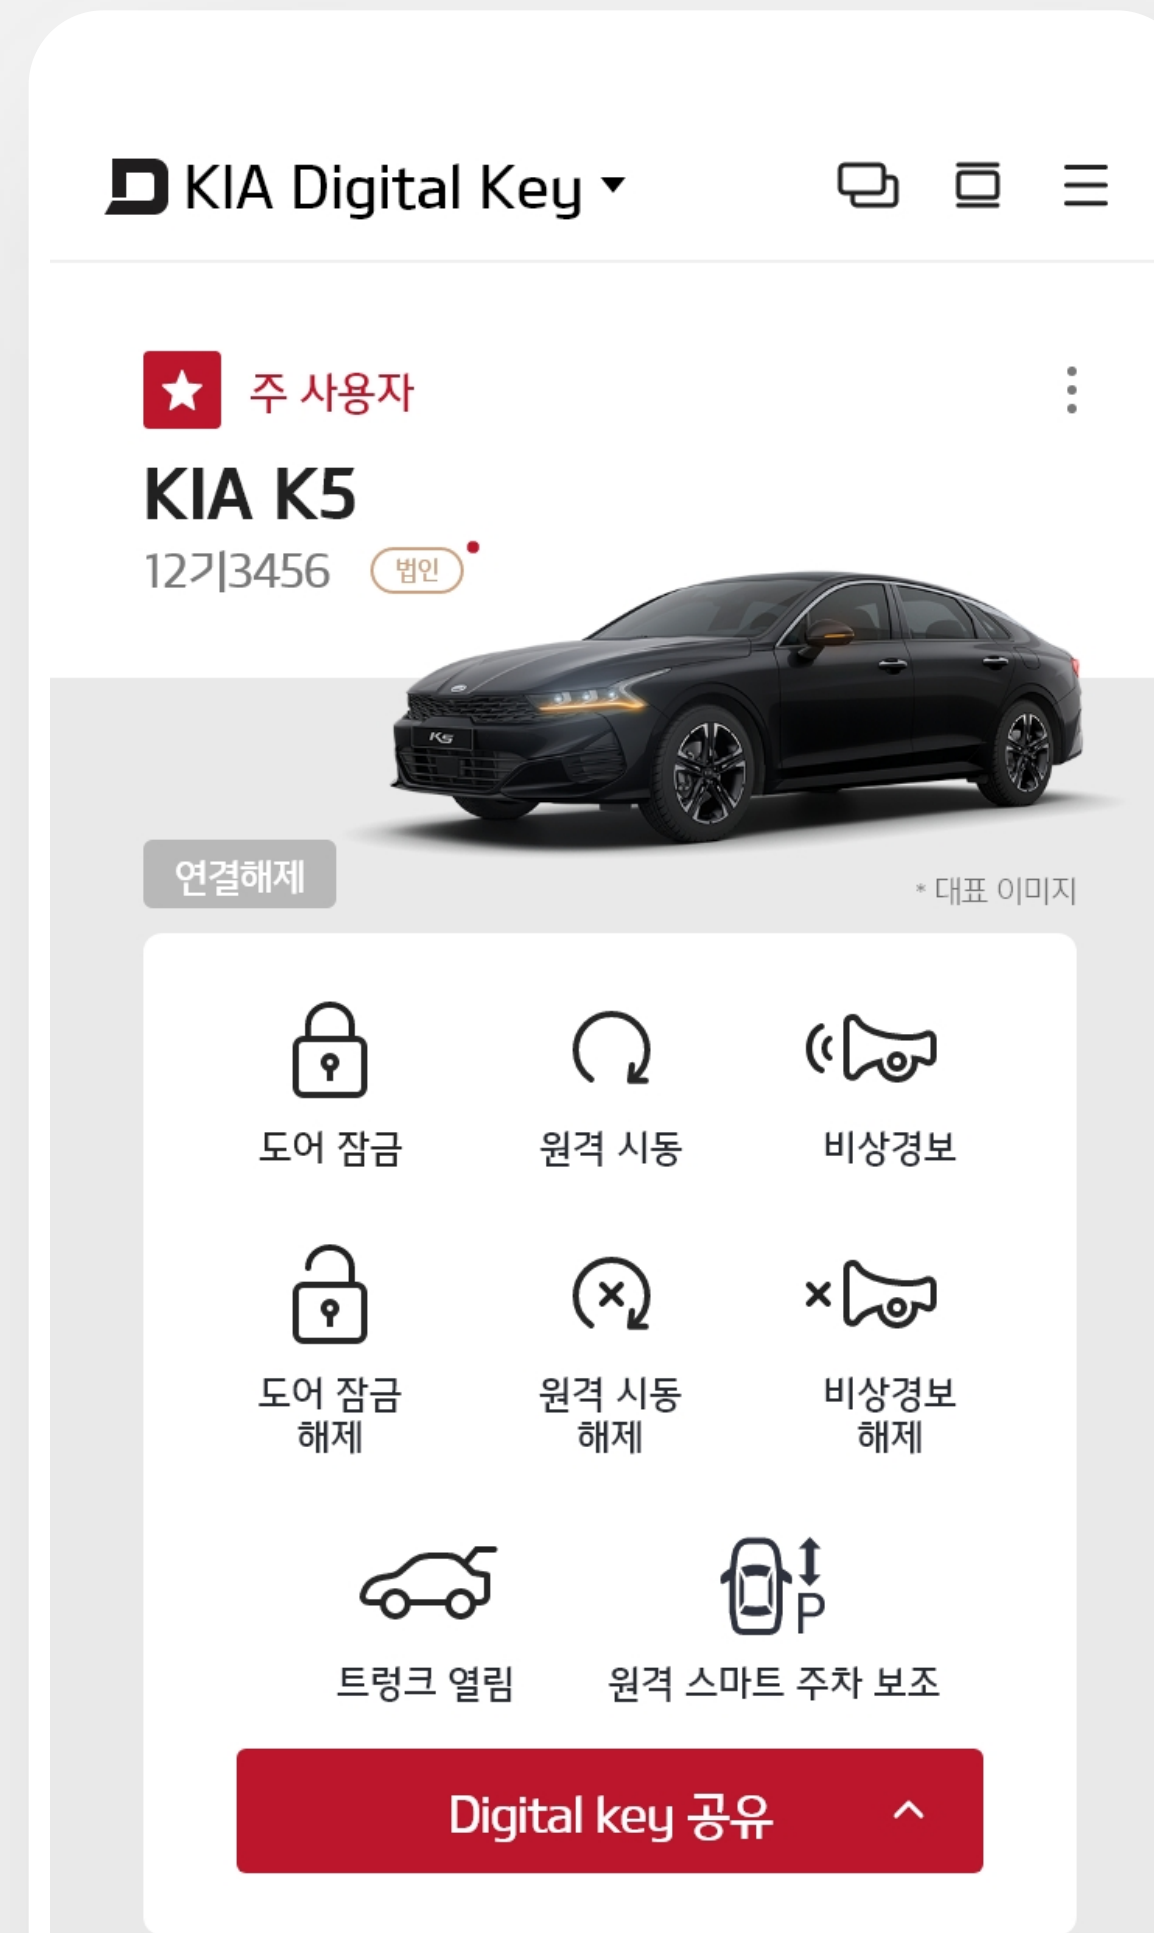 KIA Digital Key
주 사용자
KIA K5
12기3456 법인
K5
연결해제
* 대표 이미지
도어 잠금 원격 시동 비상경보
도어 잠금 원격 시동 비상경보
해제 해제 해제
P
트렁크 열림 원격 스마트 주차 보조
Digital key 공유